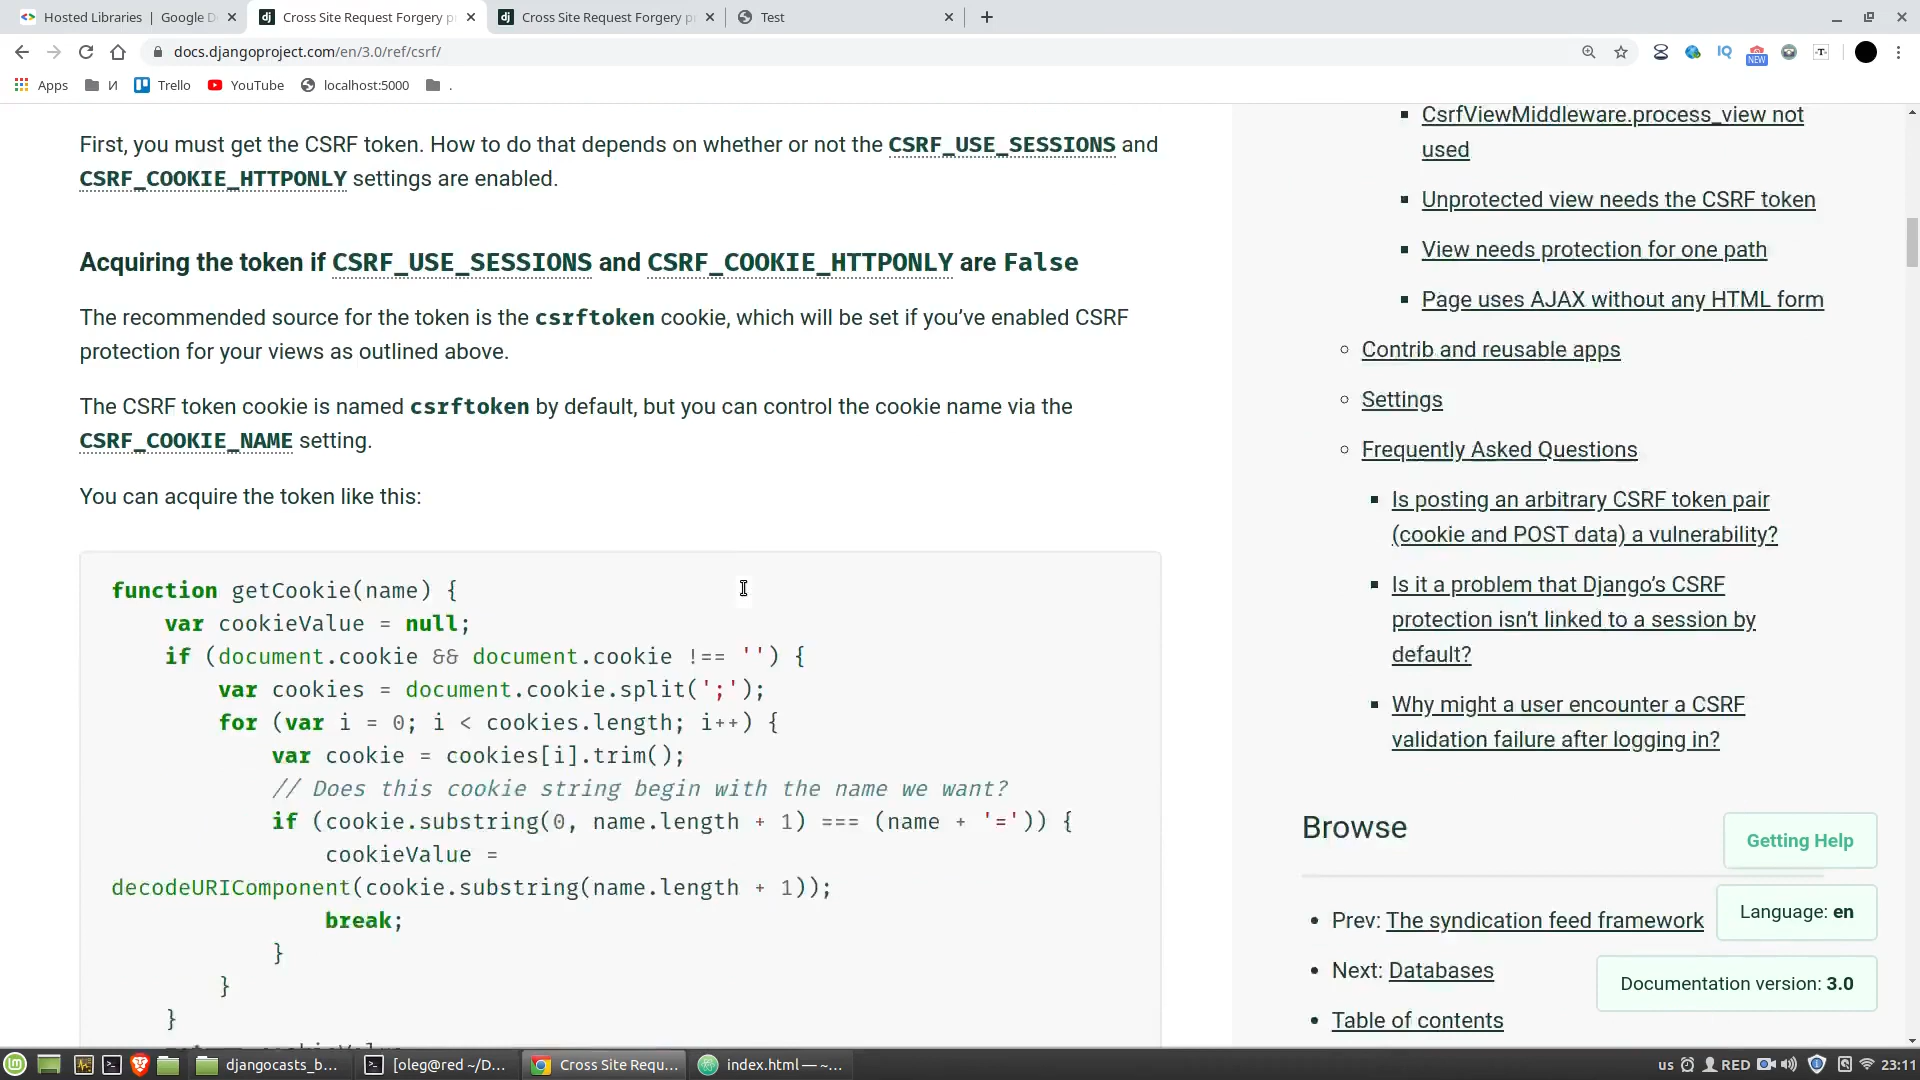 Hosted Libraries | Google D
Cross Site Request Forgery p
Cross Site Request Forgery p
Test
docs.djangoproject.com/en/3.0/ref/csrf/
IQ
NEW
-T-
Apps
И
Trello
YouTube
localhost:5000
.
First, you must get the CSRF token. How to do that depends on whether or not the CSRF_USE_SESSIONS and
CSRF_COOKIE_HTTPONLY settings are enabled.
Acquiring the token if CSRF_USE_SESSIONS and CSRF_COOKIE_HTTPONLY are False
The recommended source for the token is the csrftoken cookie, which will be set if you’ve enabled CSRF
protection for your views as outlined above.
The CSRF token cookie is named csrftoken by default, but you can control the cookie name via the
CSRF_COOKIE_NAME setting.
You can acquire the token like this:
function getCookie(name) {
var cookieValue = null;
if (document.cookie && document.cookie !== '') {
var cookies = document.cookie.split(';');
for (var i = 0; i < cookies.length; i++) {
var cookie = cookies[i].trim();
// Does this cookie string begin with the name we want?
if (cookie.substring(0, name.length + 1) === (name + '=')) {
cookieValue =
decodeURIComponent(cookie.substring(name.length + 1));
break;
}
}
}
CsrfViewMiddleware.process_view not
used
Unprotected view needs the CSRF token
View needs protection for one path
Page uses AJAX without any HTML form
Contrib and reusable apps
Settings
Frequently Asked Questions
Is posting an arbitrary CSRF token pair
(cookie and POST data) a vulnerability?
Is it a problem that Django’s CSRF
protection isn’t linked to a session by
default?
Why might a user encounter a CSRF
validation failure after logging in?
Browse
Getting Help
Prev: The syndication feed framework
Language: en
Next: Databases
Documentation version: 3.0
Table of contents
djangocasts_b...
[oleg@red ~/D...
Cross Site Requ...
index.html — ~...
us
RED
23:11